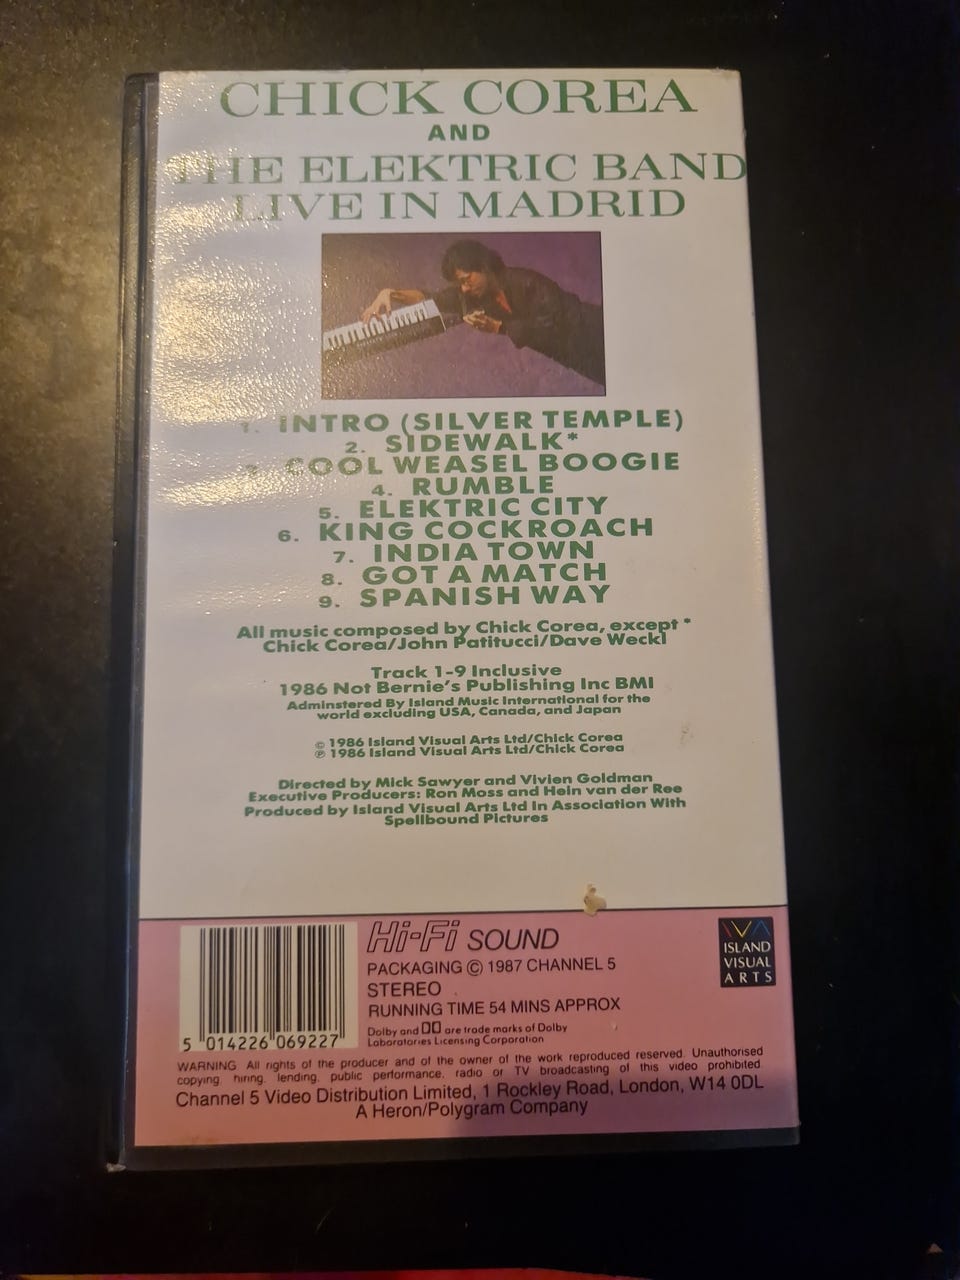 CHICK COREA
AND
THE ELEKTRIC BAND
LIVE IN MADRID
1. INTRO (SILVER TEMPLE)
2. SIDEWALK*
3. COOL WEASEL BOOGIE
4. RUMBLE
5. ELEKTRIC CITY
6. KING COCKROACH
7. INDIA TOWN
8. GOT A MATCH
9. SPANISH WAY
All music composed by Chick Corea, except *
Chick Corea/John Patitucci/Dave Weckl
Track 1-9 Inclusive
1986 Not Bernie's Publishing Inc BMI
Adminstered By Island Music International for the
world excluding USA, Canada, and Japan
© 1986 Island Visual Arts Ltd/Chick Corea
℗ 1986 Island Visual Arts Ltd/Chick Corea
Directed by Mick Sawyer and Vivien Goldman
Executive Producers: Ron Moss and Hein van der Ree
Produced by Island Visual Arts Ltd In Association With
Spellbound Pictures
Hi-Fi SOUND
PACKAGING © 1987 CHANNEL 5
STEREO
RUNNING TIME 54 MINS APPROX
Dolby and DD are trade marks of Dolby
Laboratories Licensing Corporation
IVA
ISLAND
VISUAL
ARTS
5 014226 069227
WARNING All rights of the producer and of the owner of the work reproduced reserved. Unauthorised
copying, hiring, lending, public performance, radio or TV broadcasting of this video prohibited
Channel 5 Video Distribution Limited, 1 Rockley Road, London, W14 0DL
A Heron/Polygram Company